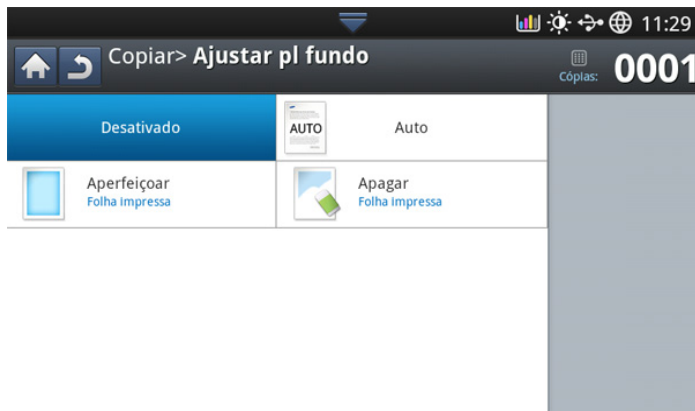 11:29
Copiar> Ajustar pl fundo
Cópias: 0001
Desativado
AUTO Auto
Aperfeiçoar
Folha impressa
Apagar
Folha impressa